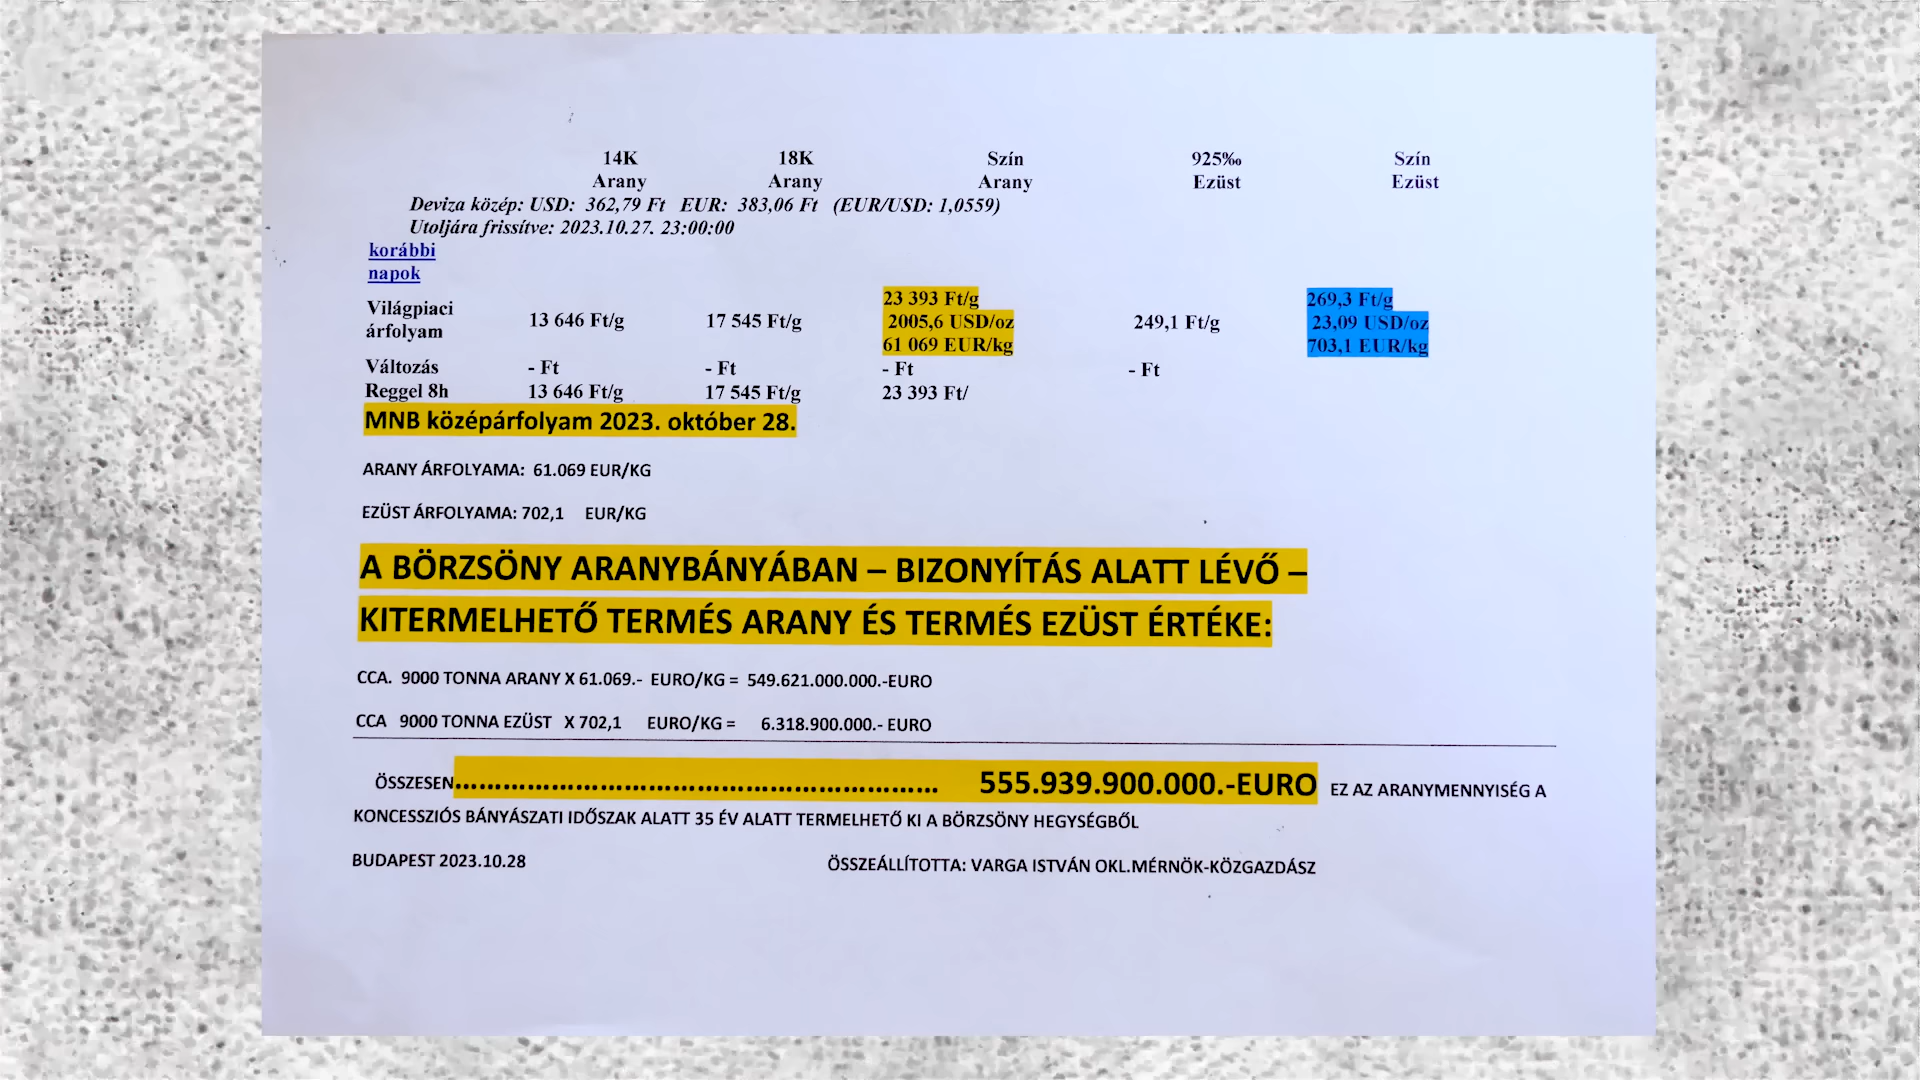 14K 18K Szín 925‰ Szín
Arany Arany Arany Ezüst Ezüst
Deviza közép: USD: 362,79 Ft EUR: 383,06 Ft (EUR/USD: 1,0559)
Utoljára frissítve: 2023.10.27. 23:00:00
korábbi
napok
Világpiaci
árfolyam
13 646 Ft/g
17 545 Ft/g
23 393 Ft/g
2005,6 USD/oz
61 069 EUR/kg
249,1 Ft/g
269,3 Ft/g
23,09 USD/oz
703,1 EUR/kg
Változás - Ft - Ft - Ft - Ft
Reggel 8h 13 646 Ft/g 17 545 Ft/g 23 393 Ft/
MNB középárfolyam 2023. október 28.
ARANY ÁRFOLYAMA: 61.069 EUR/KG
EZÜST ÁRFOLYAMA: 702,1 EUR/KG
A BÖRZSÖNY ARANYBÁNYÁBAN – BIZONYÍTÁS ALATT LÉVŐ –
KITERMELHETŐ TERMÉS ARANY ÉS TERMÉS EZÜST ÉRTÉKE:
CCA. 9000 TONNA ARANY X 61.069.- EURO/KG = 549.621.000.000.-EURO
CCA 9000 TONNA EZÜST X 702,1 EURO/KG = 6.318.900.000.- EURO
ÖSSZESEN............................................................ 555.939.900.000.-EURO EZ AZ ARANYMENNYISÉG A
KONCESSZIÓS BÁNYÁSZATI IDŐSZAK ALATT 35 ÉV ALATT TERMELHETŐ KI A BÖRZSÖNY HEGYSÉGBŐL
BUDAPEST 2023.10.28 ÖSSZEÁLLÍTOTTA: VARGA ISTVÁN OKL.MÉRNÖK-KÖZGAZDÁSZ